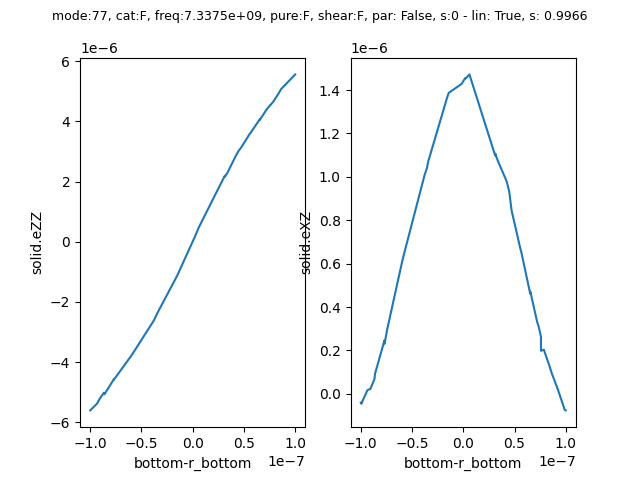 mode:77, cat:F, freq:7.3375e+09, pure:F, shear:F, par: False, s:0 - lin: True, s: 0.9966
1e−6
6
4
2
0
−2
−4
−6
solid.eZZ
−1.0 −0.5 0.0 0.5 1.0
bottom-r_bottom 1e−7
1e−6
1.4
1.2
1.0
0.8
0.6
0.4
0.2
0.0
solid.eXZ
−1.0 −0.5 0.0 0.5 1.0
bottom-r_bottom 1e−7